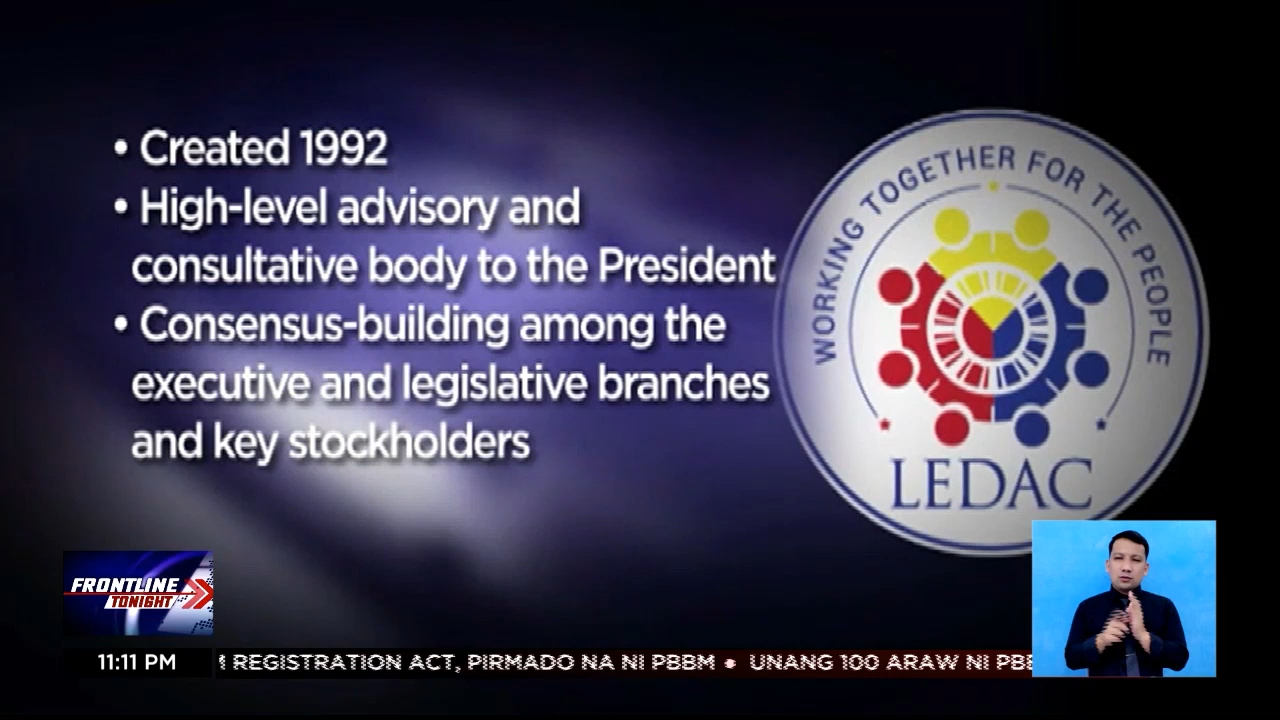 • Created 1992
• High-level advisory and
consultative body to the President
• Consensus-building among the
executive and legislative branches
and key stockholders
WORKING TOGETHER FOR THE PEOPLE
LEDAC
FRONTLINE
TONIGHT
11:11 PM
REGISTRATION ACT, PIRMADO NA NI PBBM • UNANG 100 ARAW NI